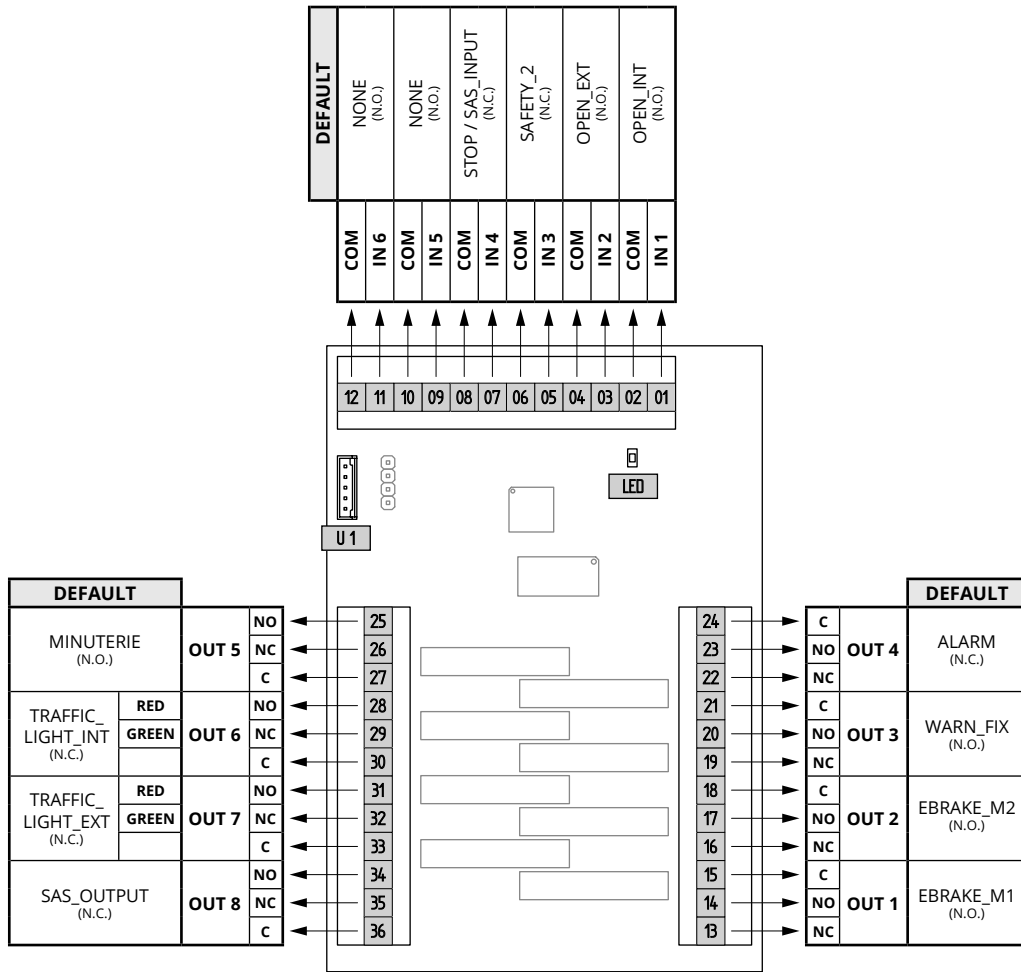 DEFAULT
NONE
(N.O.)
NONE
(N.O.)
STOP / SAS_INPUT
(N.C.)
SAFETY_2
(N.C.)
OPEN_EXT
(N.O.)
OPEN_INT
(N.O.)
COM IN 6 COM IN 5 COM IN 4 COM IN 3 COM IN 2 COM IN 1
12 11 10 09 08 07 06 05 04 03 02 01
LED
U 1
DEFAULT
MINUTERIE
(N.O.)
OUT 5
NO 25
NC 26
C 27
TRAFFIC_
LIGHT_INT
(N.C.)
RED
GREEN
OUT 6
NO 28
NC 29
C 30
TRAFFIC_
LIGHT_EXT
(N.C.)
RED
GREEN
OUT 7
NO 31
NC 32
C 33
SAS_OUTPUT
(N.C.)
OUT 8
NO 34
NC 35
C 36
DEFAULT
24 C
23 NO
22 NC
OUT 4
ALARM
(N.C.)
21 C
20 NO
19 NC
OUT 3
WARN_FIX
(N.O.)
18 C
17 NO
16 NC
OUT 2
EBRAKE_M2
(N.O.)
15 C
14 NO
13 NC
OUT 1
EBRAKE_M1
(N.O.)